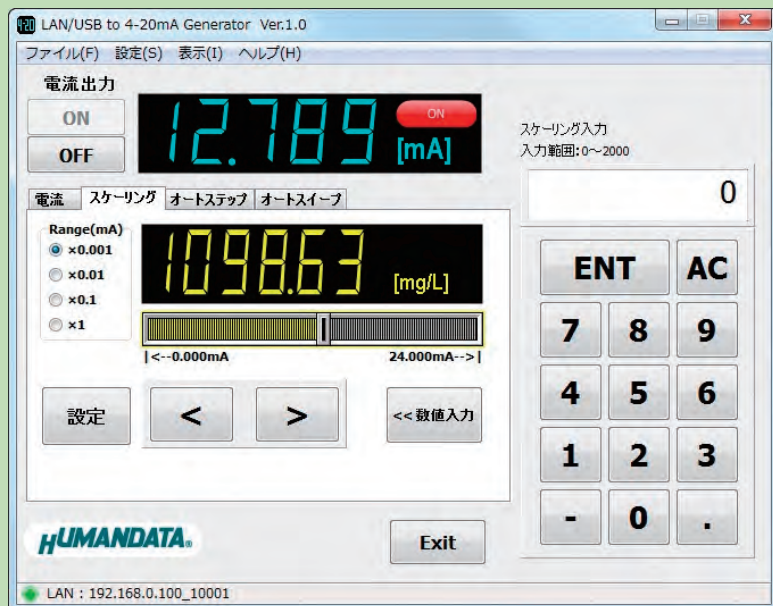 4-20 LAN/USB to 4-20mA Generator Ver.1.0
ファイル(F) 設定(S) 表示(I) ヘルプ(H)
電流出力
ON
OFF
12.789 [mA]
ON
スケーリング入力
入力範囲:0~2000
0
電流 スケーリング オートステップ オートスイープ
Range(mA)
×0.001
×0.01
×0.1
×1
1098.63 [mg/L]
|<--0.000mA 24.000mA-->|
設定 < > <<数値入力
ENT AC
7 8 9
4 5 6
1 2 3
- 0 .
HUMANDATA®
Exit
LAN : 192.168.0.100_10001